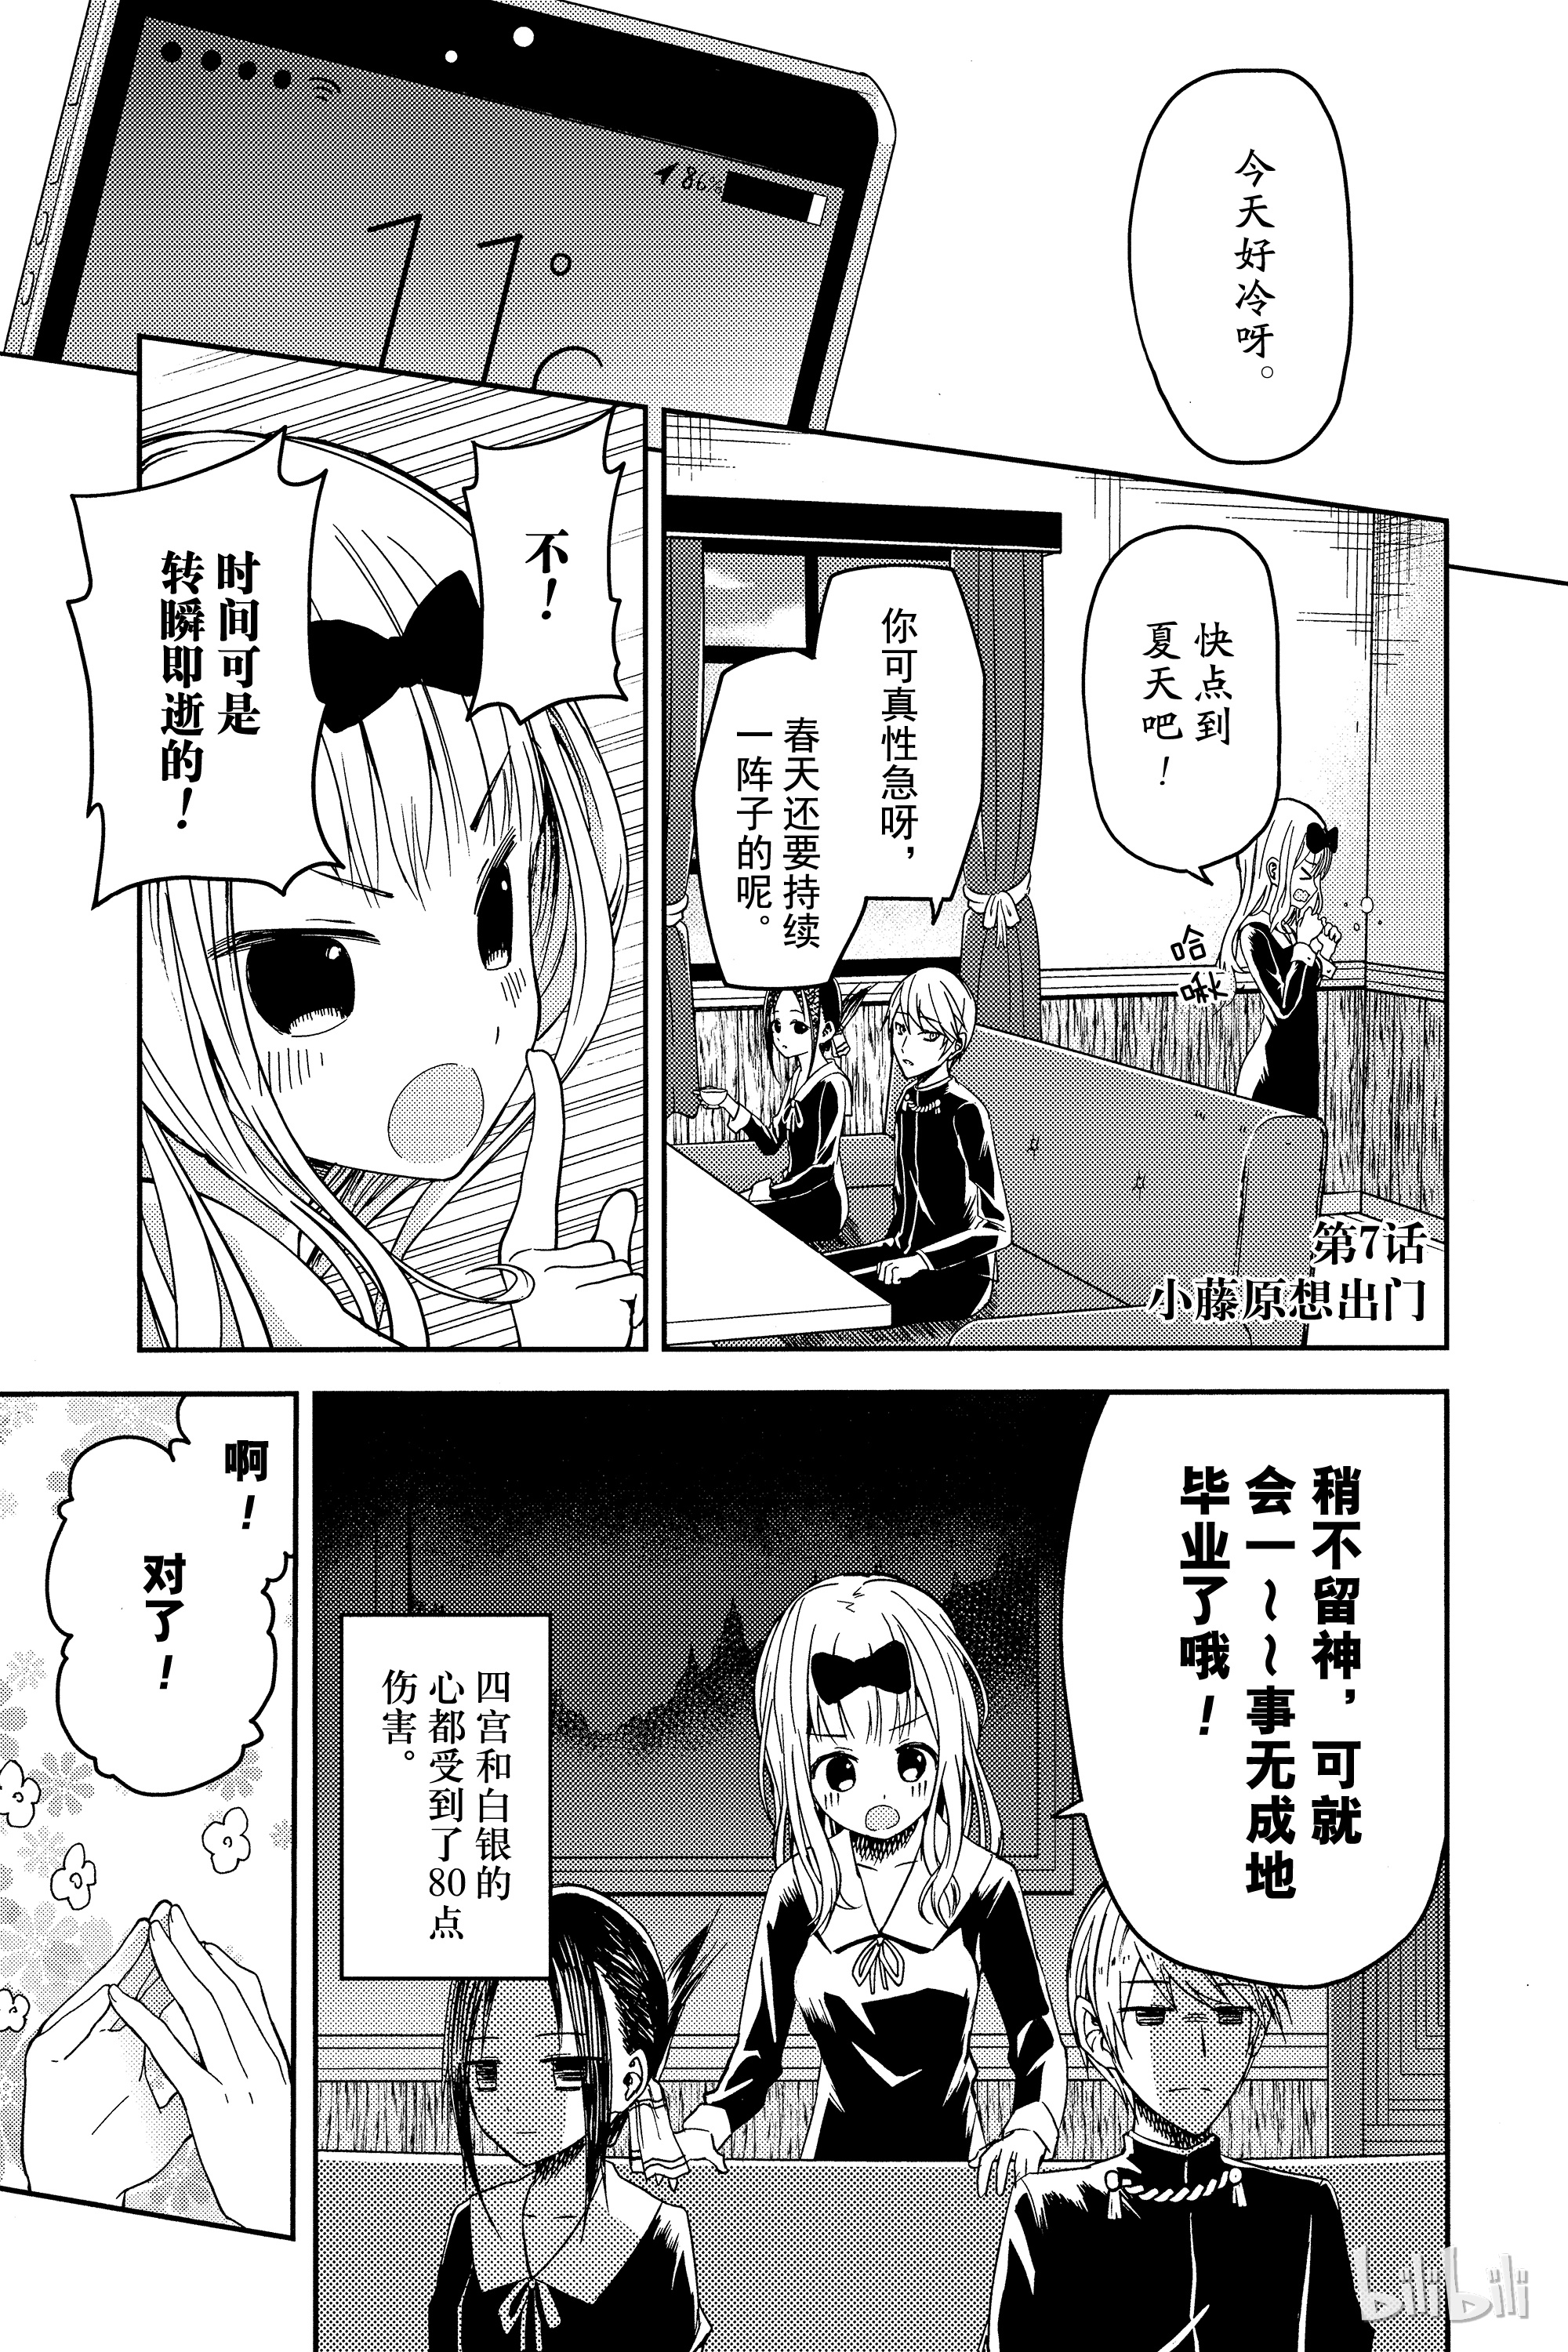 今天好冷呀。
86%
11°
快点到
夏天吧！
哈
啾
你可真性急呀，
春天还要持续
一阵子的呢。
第7话
小藤原想出门
不！
时间可是
转瞬即逝的！
稍不留神，可就
会一～～事无成地
毕业了哦！
四宫和白银的
心都受到了80点
伤害。
啊！
对了！
bilibili